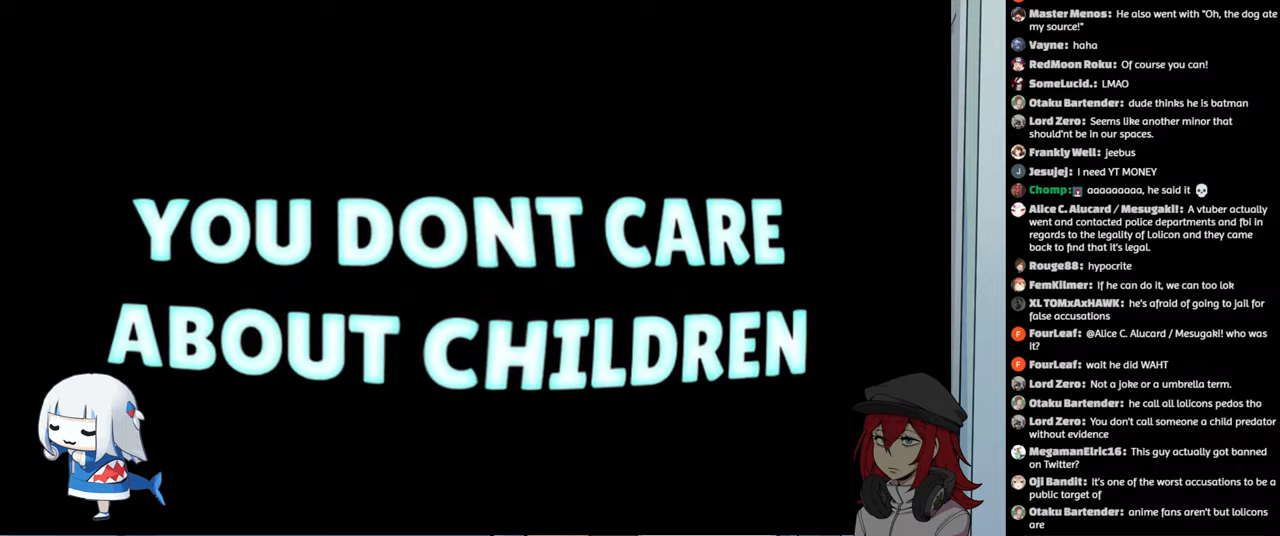 YOU DONT CARE
ABOUT CHILDREN
Master Menos: He also went with "Oh, the dog ate
my source!"
Vayne: haha
RedMoon Roku: Of course you can!
SomeLucid.: LMAO
Otaku Bartender: dude thinks he is batman
Lord Zero: Seems like another minor that
should'nt be in our spaces.
Frankly Well: jeebus
J Jesujej: I need YT MONEY
Chomp: aaaaaaaaa, he said it 💀
Alice C. Alucard / Mesugaki!: A vtuber actually
went and contacted police departments and fbi in
regards to the legality of Lolicon and they came
back to find that it's legal.
Rouge88: hypocrite
FemKilmer: If he can do it, we can too lok
XL TOMxAxHAWK: he's afraid of going to jail for
false accusations
F FourLeaf: @Alice C. Alucard / Mesugaki! who was
it?
F FourLeaf: wait he did WAHT
Lord Zero: Not a joke or a umbrella term.
Otaku Bartender: he call all lolicons pedos tho
Lord Zero: You don't call someone a child predator
without evidence
MegamanElric16: This guy actually got banned
on Twitter?
Oji Bandit: It's one of the worst accusations to be a
public target of
Otaku Bartender: anime fans aren't but lolicons
are